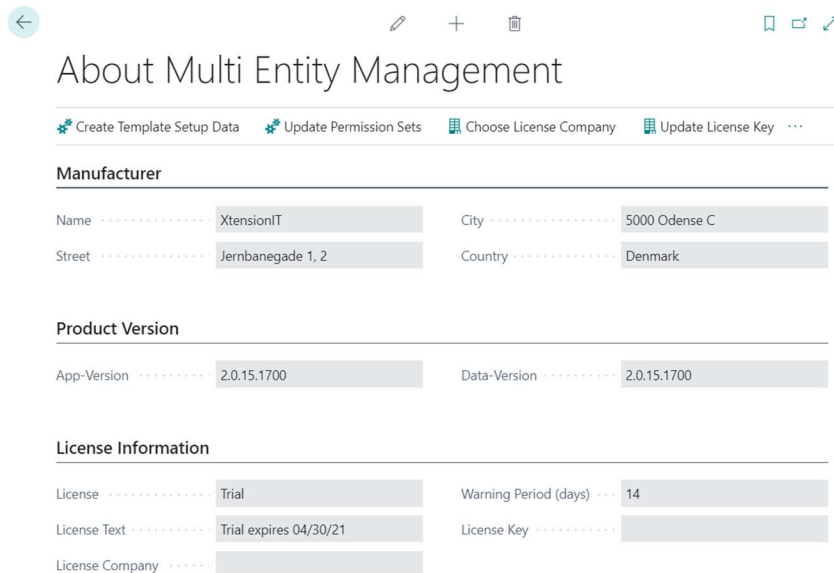 About Multi Entity Management
Create Template Setup Data Update Permission Sets Choose License Company Update License Key ...
Manufacturer
Name XtensionIT City 5000 Odense C
Street Jernbanegade 1, 2 Country Denmark
Product Version
App-Version 2.0.15.1700 Data-Version 2.0.15.1700
License Information
License Trial Warning Period (days) 14
License Text Trial expires 04/30/21 License Key
License Company